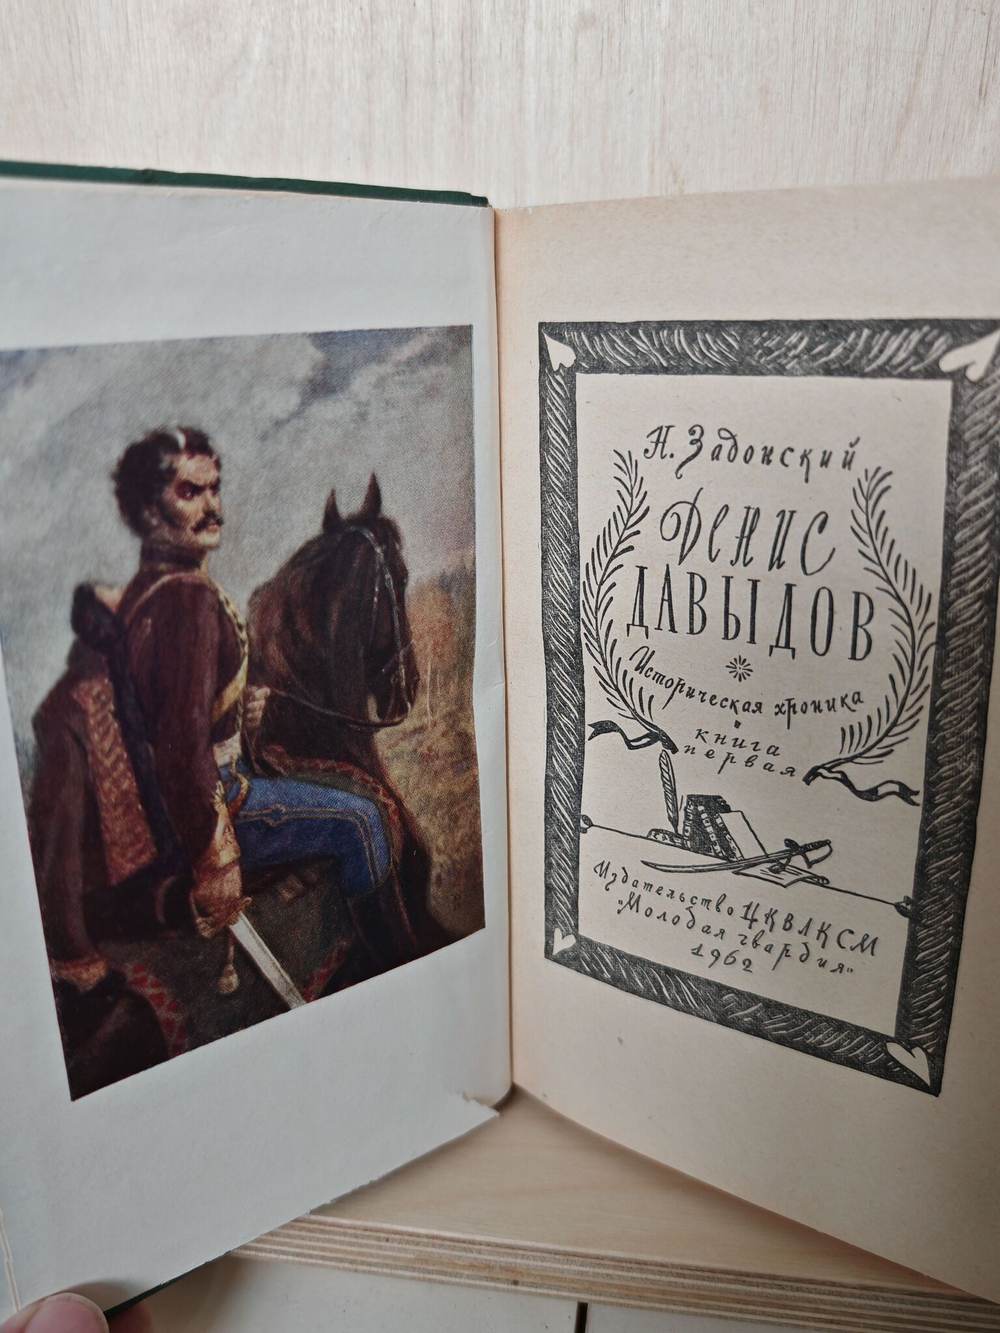 Н. Задонский
Денис
ДАВЫДОВ
Историческая хроника
книга
первая
Издательство ЦК ВЛКСМ
"Молодая гвардия"
1962